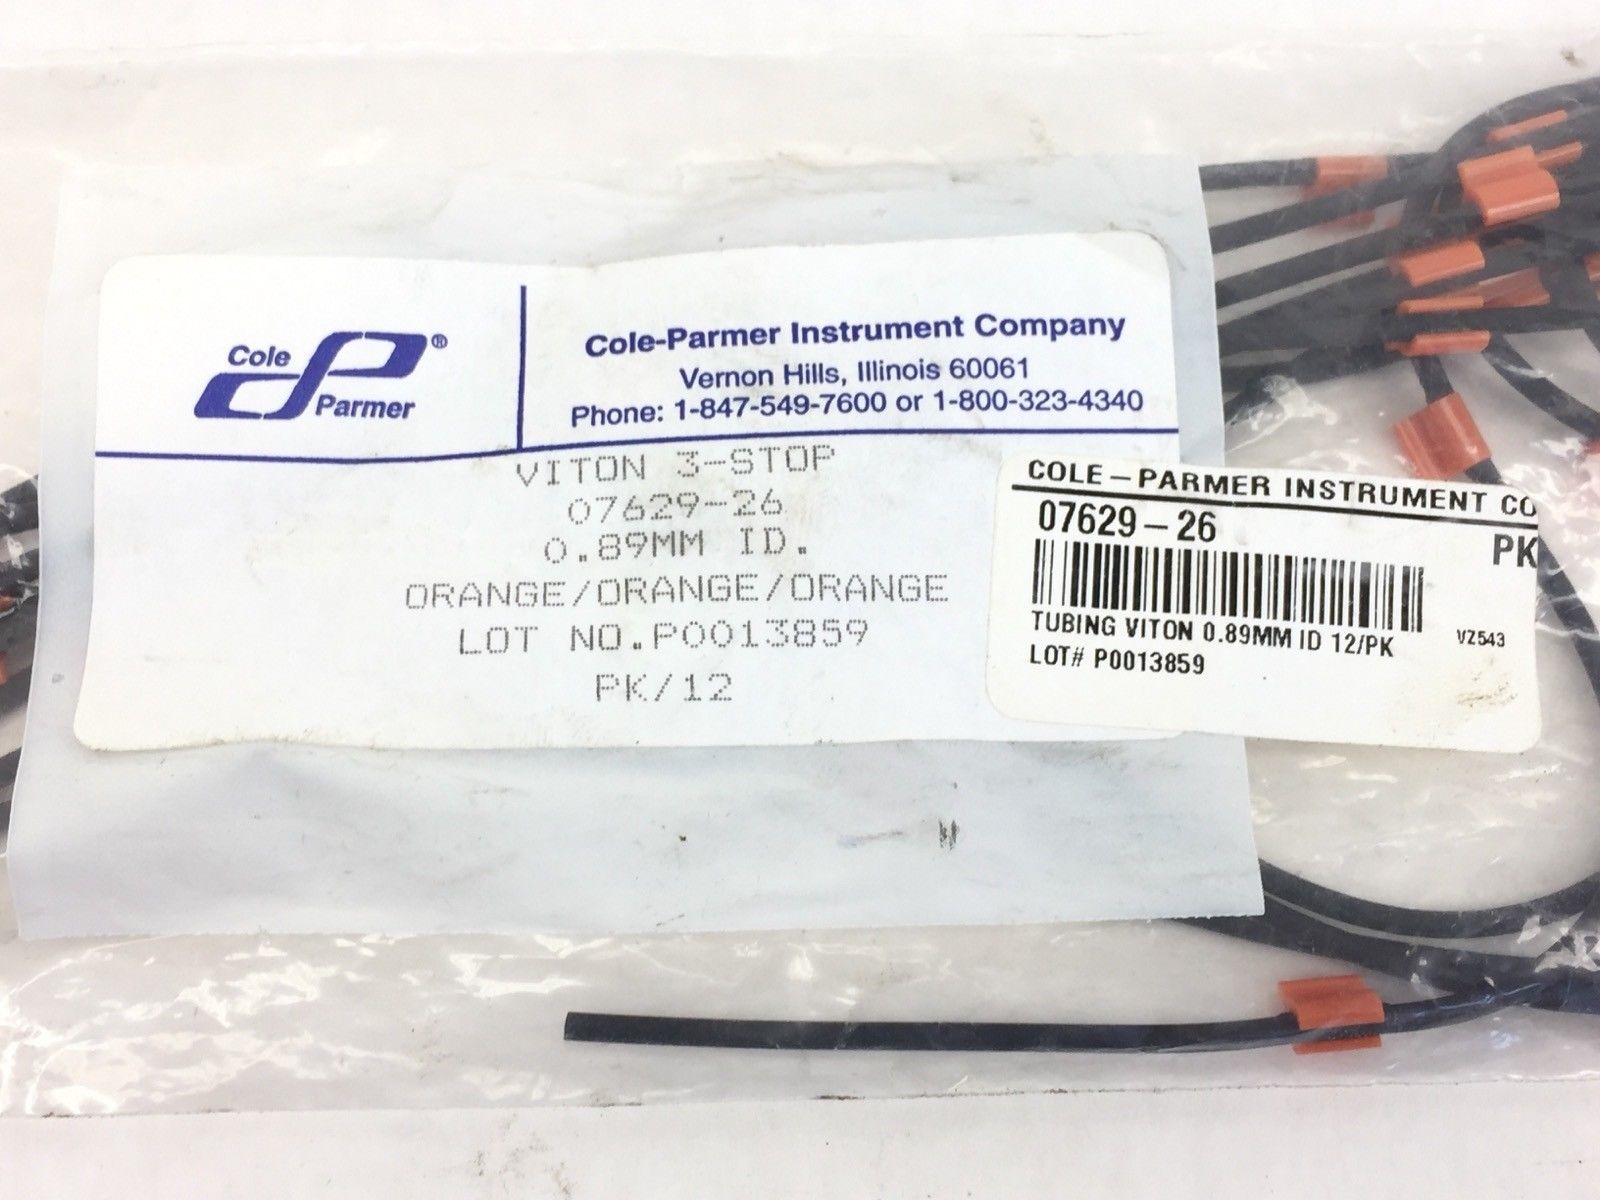 Cole
Parmer
®
Cole-Parmer Instrument Company
Vernon Hills, Illinois 60061
Phone: 1-847-549-7600 or 1-800-323-4340
VITON 3-STOP
07629-26
0.89MM ID.
ORANGE/ORANGE/ORANGE
LOT NO.P0013859
PK/12
COLE-PARMER INSTRUMENT CO
07629-26
PK
TUBING VITON 0.89MM ID 12/PK
VZ543
LOT# P0013859